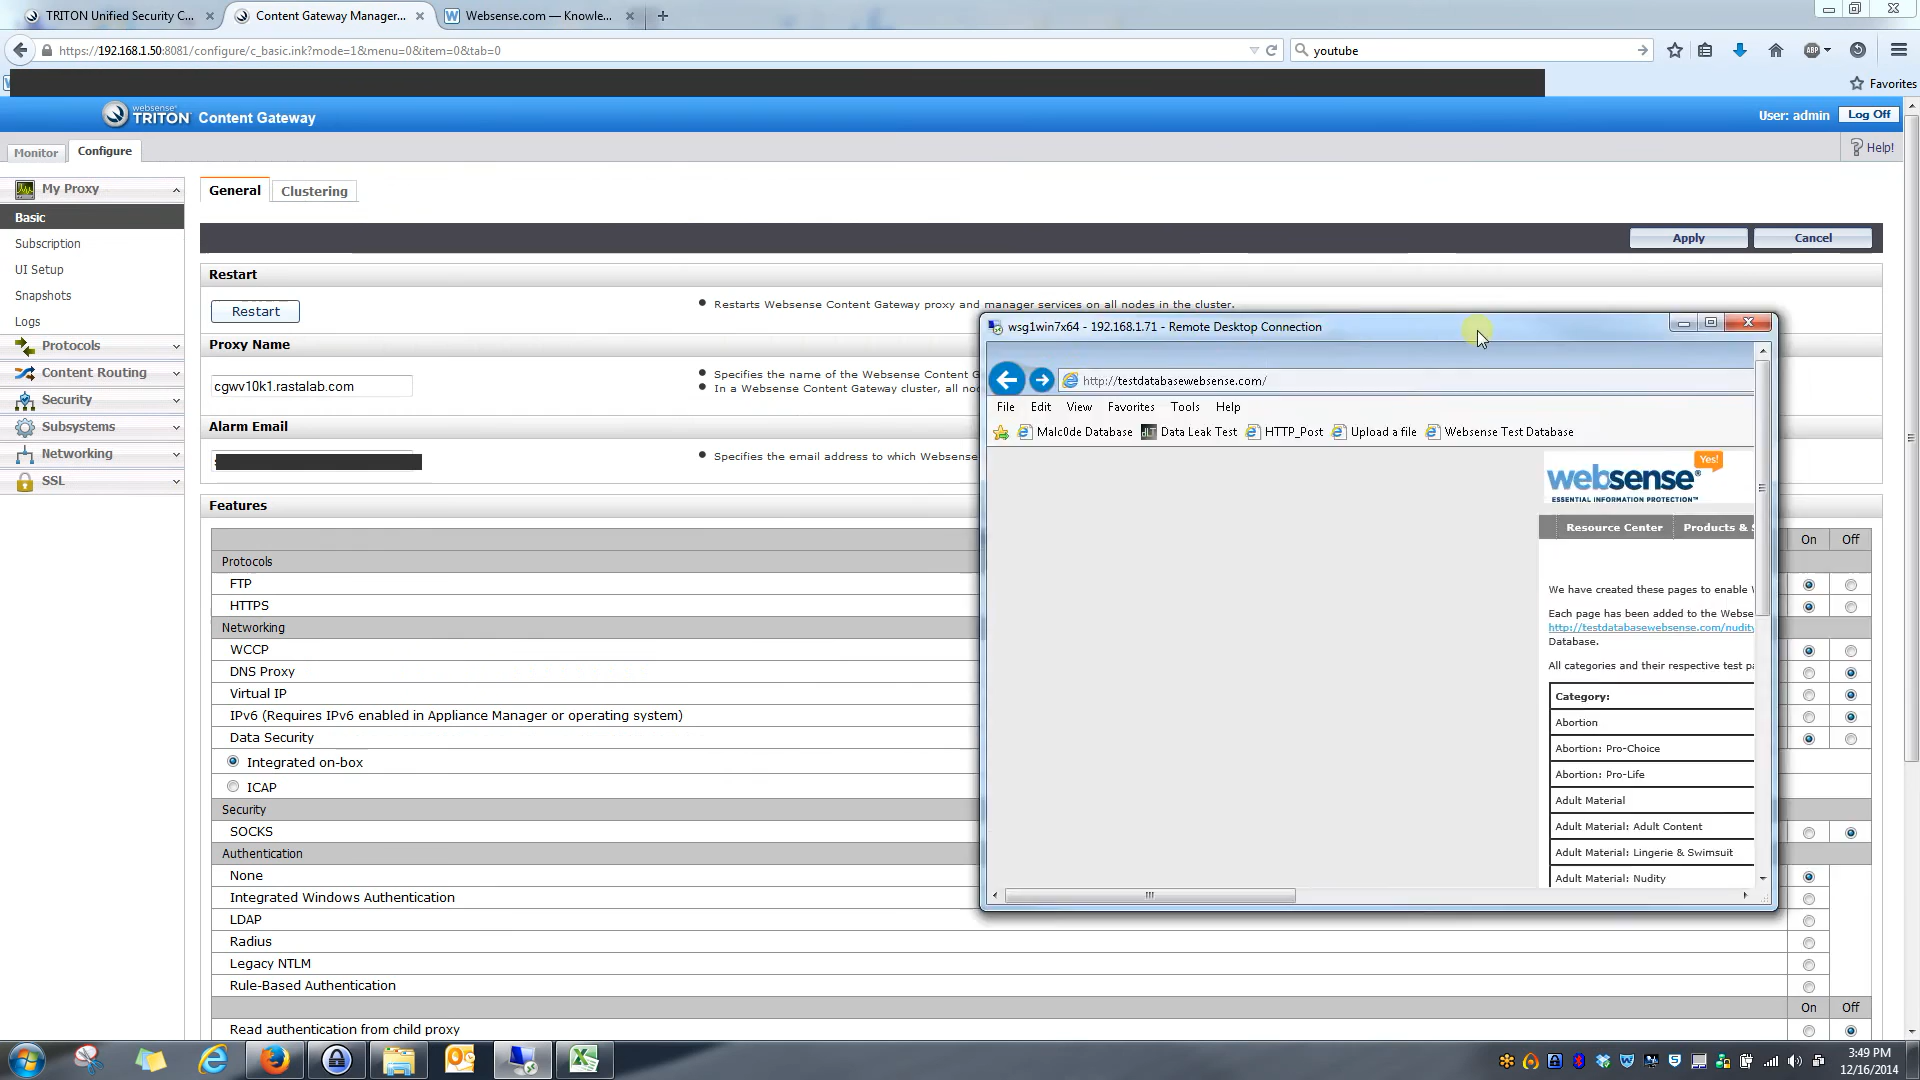 TRITON Unified Security C...
Content Gateway Manager...
Websense.com — Knowle...
https://192.168.1.50:8081/configure/c_basic.ink?mode=1&menu=0&item=0&tab=0
youtube
ABP
Favorites
websense®
TRITON™ Content Gateway
User: admin
Log Off
Monitor
Configure
Help!
My Proxy
General
Clustering
Basic
Subscription
Apply
Cancel
UI Setup
Restart
Snapshots
Restart
Restarts Websense Content Gateway proxy and manager services on all nodes in the cluster.
Logs
wsg1win7x64 - 192.168.1.71 - Remote Desktop Connection
Protocols
Proxy Name
Content Routing
cgwv10k1.rastalab.com
Specifies the name of the Websense Content G
In a Websense Content Gateway cluster, all no
http://testdatabasewebsense.com/
Security
File Edit View Favorites Tools Help
Subsystems
Alarm Email
Malc0de Database
DLT
Data Leak Test
HTTP_Post
Upload a file
Websense Test Database
Networking
Specifies the email address to which Websense
SSL
Yes!
websense®
ESSENTIAL INFORMATION PROTECTION™
Features
Resource Center
Products &
On Off
Protocols
FTP
HTTPS
Networking
WCCP
DNS Proxy
Virtual IP
IPv6 (Requires IPv6 enabled in Appliance Manager or operating system)
Data Security
Integrated on-box
ICAP
Security
SOCKS
Authentication
None
Integrated Windows Authentication
LDAP
Radius
Legacy NTLM
Rule-Based Authentication
On Off
Read authentication from child proxy
We have created these pages to enable
Each page has been added to the Webse
http://testdatabasewebsense.com/nudity
Database.
All categories and their respective test pa
Category:
Abortion
Abortion: Pro-Choice
Abortion: Pro-Life
Adult Material
Adult Material: Adult Content
Adult Material: Lingerie & Swimsuit
Adult Material: Nudity
3:49 PM
12/16/2014